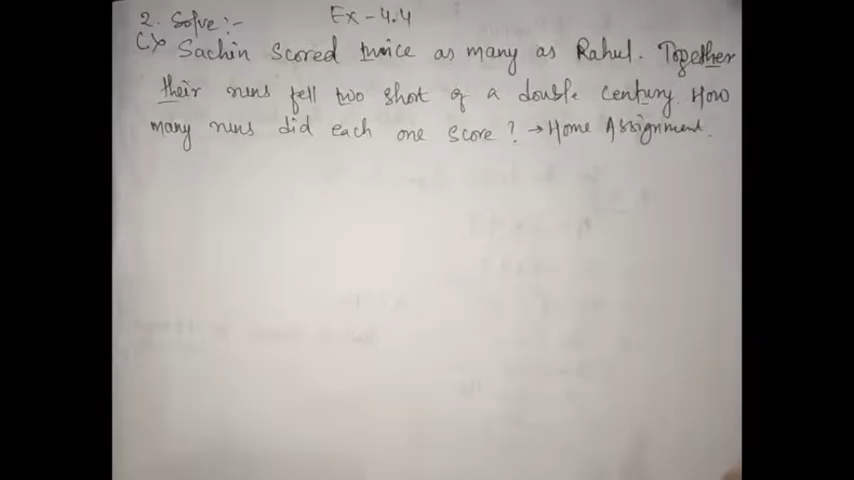 Ex - 4.4
2. Solve :-
(c) Sachin scored twice as many as Rahul. Together
their runs fell two short of a double century. How
many runs did each one score? → Home Assignment.